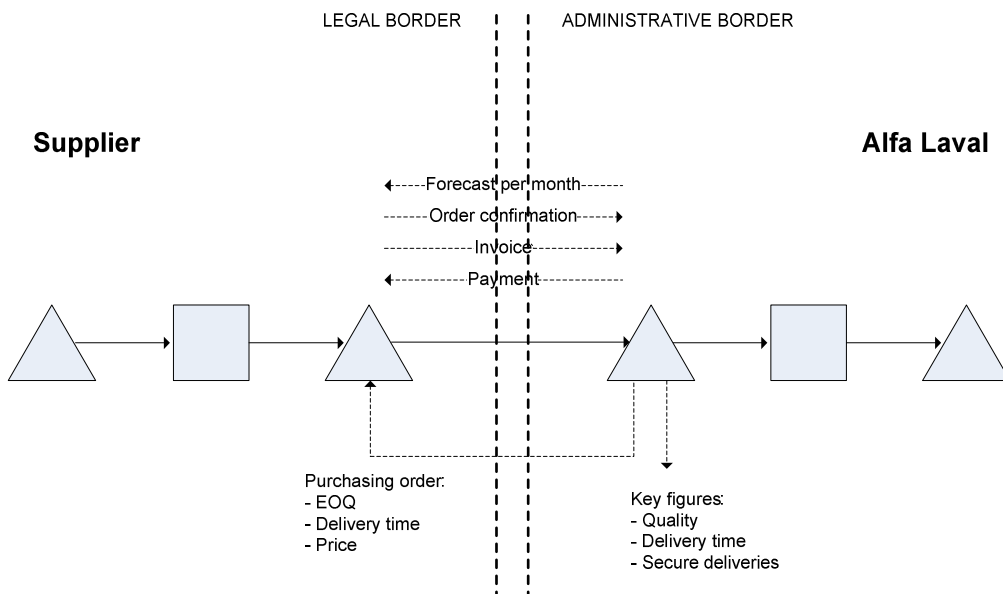 LEGAL BORDER
ADMINISTRATIVE BORDER
Supplier
Alfa Laval
Forecast per month
Order confirmation
Invoice
Payment
Purchasing order:
- EOQ
- Delivery time
- Price
Key figures:
- Quality
- Delivery time
- Secure deliveries